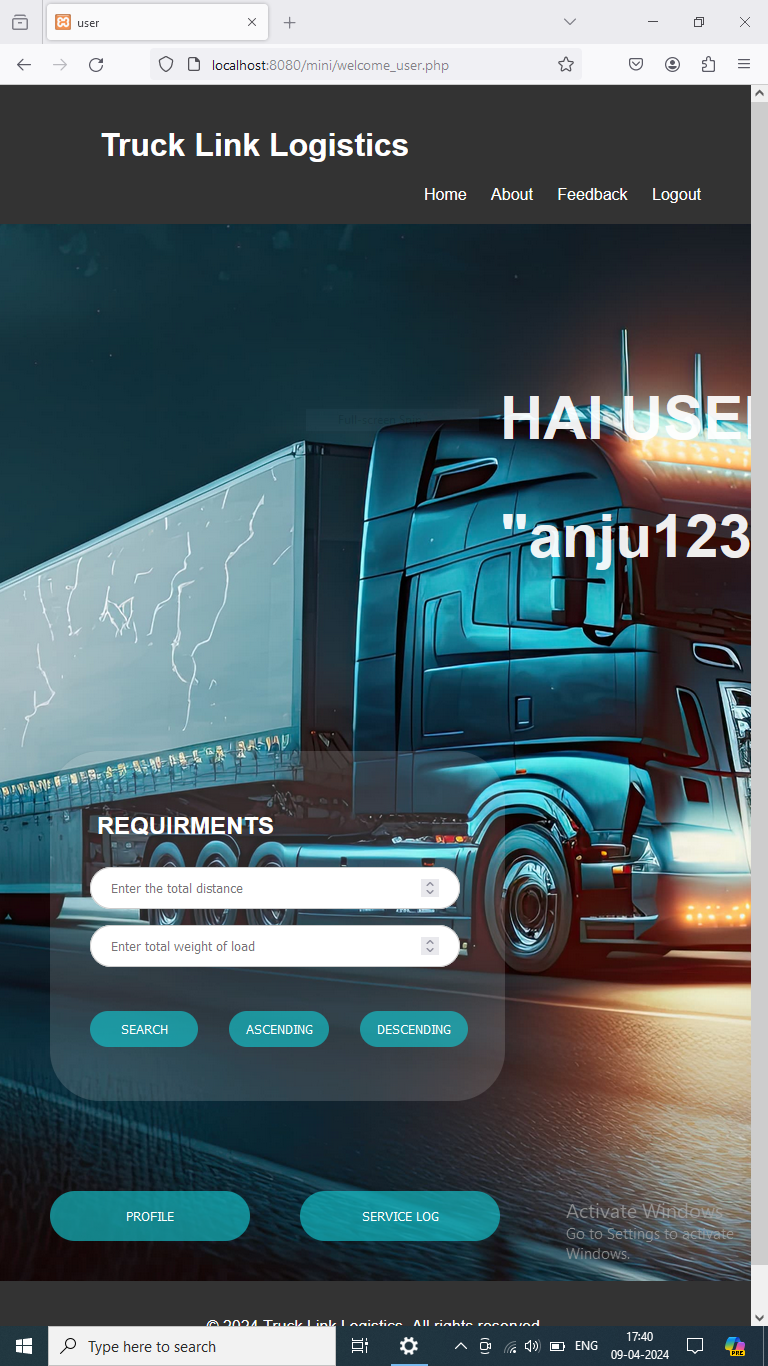 user
localhost:8080/mini/welcome_user.php
Truck Link Logistics
Home About Feedback Logout
HAI USE
"anju123
REQUIRMENTS
Enter the total distance
Enter total weight of load
SEARCH ASCENDING DESCENDING
PROFILE SERVICE LOG
Activate Windows
Go to Settings to activate
Windows.
© 2024 Truck Link Logistics. All rights reserved.
Type here to search
ENG
17:40
09-04-2024
PRE